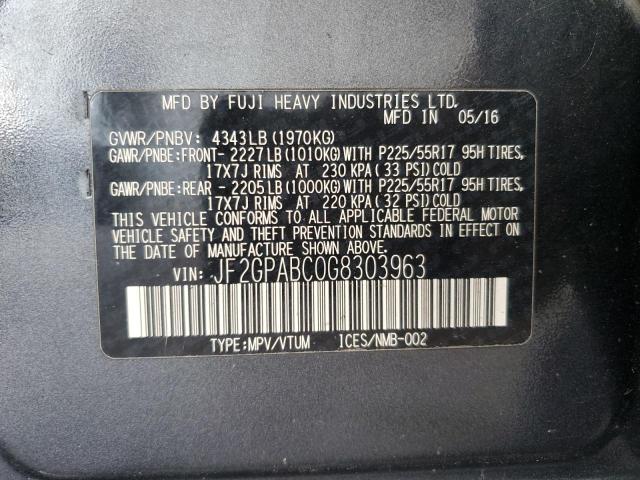 MFD BY FUJI HEAVY INDUSTRIES LTD.
MFD IN 05/16
GVWR/PNBV: 4343LB(1970KG)
GAWR/PNBE:FRONT- 2227LB(1010KG)WITH P225/55R17 95H TIRES,
17X7J RIMS AT 230 KPA(33 PSI)COLD
GAWR/PNBE:REAR - 2205LB(1000KG)WITH P225/55R17 95H TIRES,
17X7J RIMS AT 220 KPA(32 PSI)COLD
THIS VEHICLE CONFORMS TO ALL APPLICABLE FEDERAL MOTOR
VEHICLE SAFETY AND THEFT PREVENTION STANDARDS IN EFFECT
ON THE DATE OF MANUFACTURE SHOWN ABOVE.
VIN: JF2GPABC0G8303963
TYPE:MPV/VTUM ICES/NMB-002